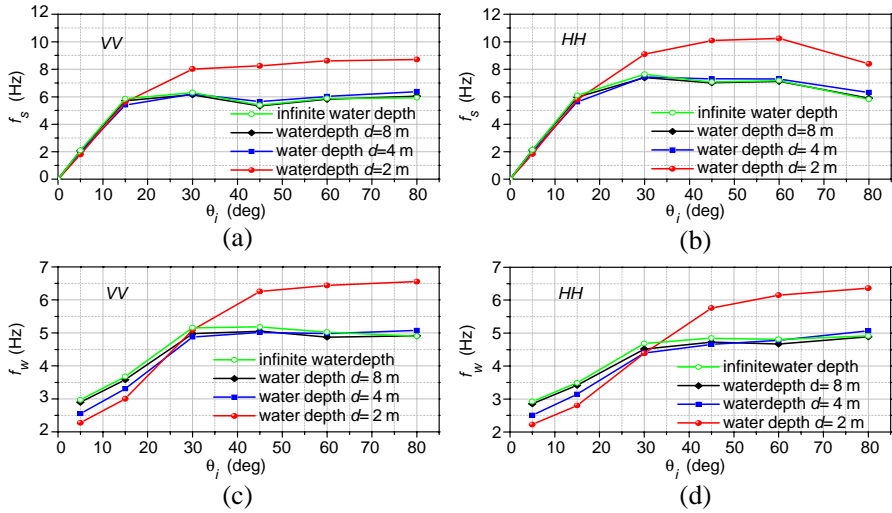 12
10
8
6
4
2
0
f_s (Hz)
VV
infinite water depth
waterdepth d=8 m
water depth d=4 m
waterdepth d=2 m
0 10 20 30 40 50 60 70 80 90
θ_i (deg)
(a)
12
10
8
6
4
2
0
f_s (Hz)
HH
infinite water depth
water depth d=8 m
water depth d=4 m
water depth d=2 m
0 10 20 30 40 50 60 70 80 90
θ_i (deg)
(b)
7
6
5
4
3
2
f_w (Hz)
VV
infinite waterdepth
water depth d= 8 m
water depth d= 4 m
water depth d= 2 m
0 10 20 30 40 50 60 70 80 90
θ_i (deg)
(c)
7
6
5
4
3
2
f_w (Hz)
HH
infinitewater depth
waterdepth d= 8 m
waterdepth d= 4 m
water depth d= 2 m
0 10 20 30 40 50 60 70 80 90
θ_i (deg)
(d)